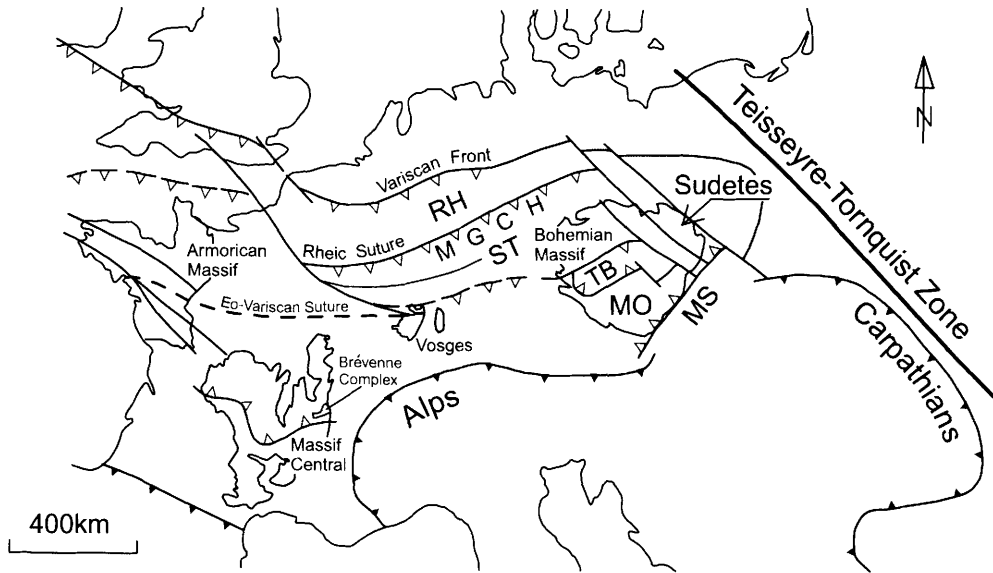 Teisseyre-Tornquist Zone
N
Variscan Front
Sudetes
RH
Rheic Suture
M G C H
ST
Armorican
Massif
Bohemian
Massif
TB
MO
MS
Eo-Variscan Suture
Vosges
Brévenne
Complex
Alps
Carpathians
Massif
Central
400km